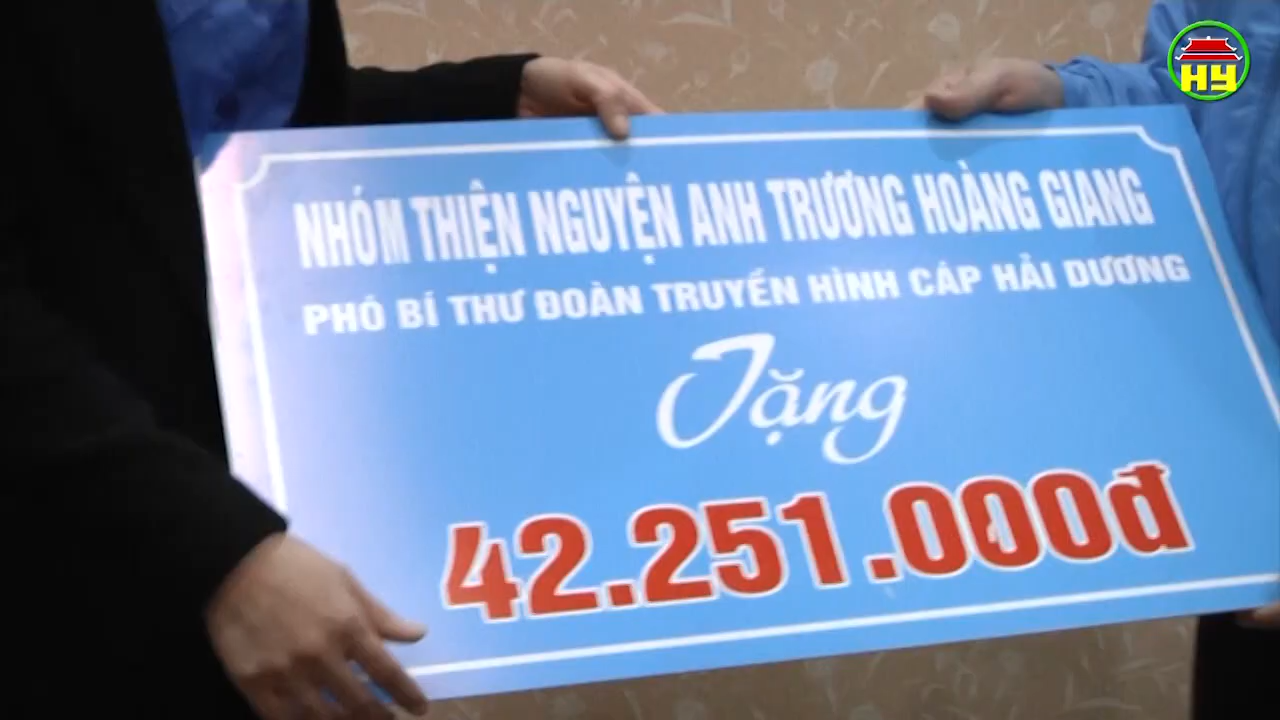 HY
NHÓM THIỆN NGUYỆN ANH TRƯƠNG HOÀNG GIANG
PHÓ BÍ THƯ ĐOÀN TRUYỀN HÌNH CÁP HẢI DƯƠNG
Tặng
42.251.000đ